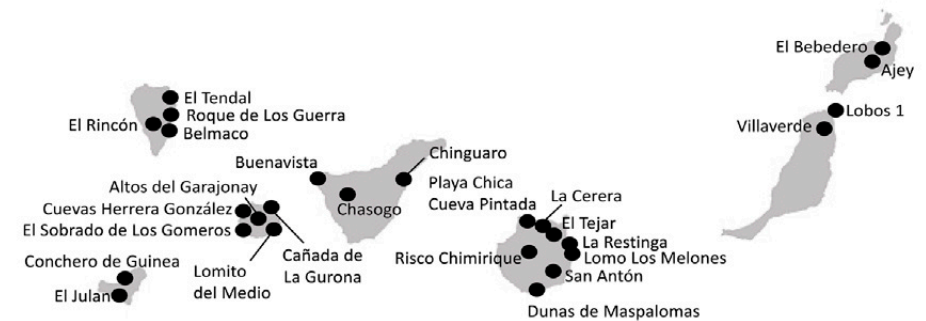 El Bebedero
Ajey
Lobos 1
Villaverde
El Tendal
Roque de Los Guerra
El Rincón
Belmaco
Buenavista
Chinguaro
Chasogo
Altos del Garajonay
Cuevas Herrera González
El Sobrado de Los Gomeros
Cañada de
La Gurona
Lomito
del Medio
Conchero de Guinea
El Julan
Playa Chica
Cueva Pintada
La Cerera
El Tejar
La Restinga
Lomo Los Melones
Risco Chimirique
San Antón
Dunas de Maspalomas